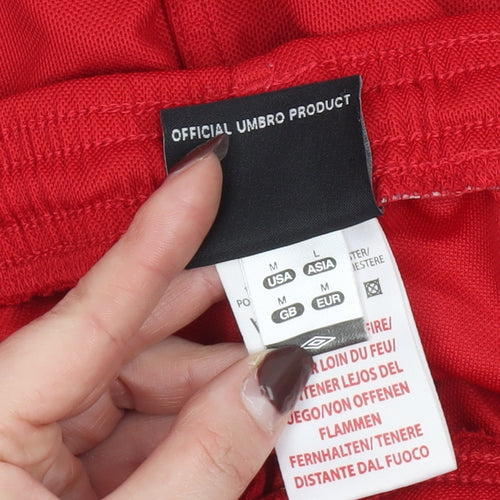 OFFICIAL UMBRO PRODUCT
M L
USA ASIA
M M
GB EUR
FIRE/
LOIN DU FEU/
TENER LEJOS DEL
JEGO/VON OFFENEN
FLAMMEN
FERNHALTEN/ TENERE
DISTANTE DAL FUOCO